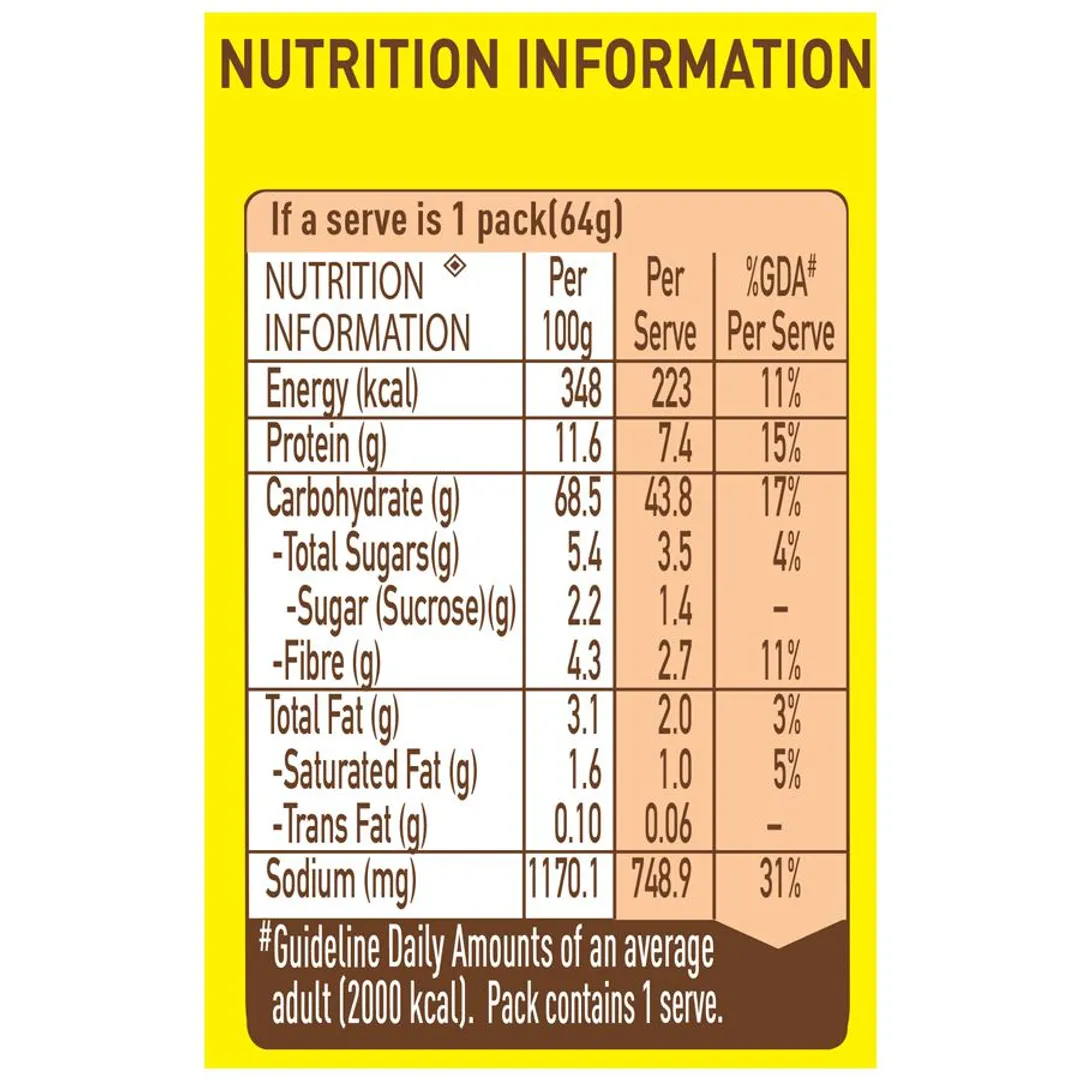 NUTRITION INFORMATION
If a serve is 1 pack(64g)
NUTRITION INFORMATION Per 100g Per Serve %GDA# Per Serve
Energy (kcal) 348 223 11%
Protein (g) 11.6 7.4 15%
Carbohydrate (g) 68.5 43.8 17%
-Total Sugars(g) 5.4 3.5 4%
-Sugar (Sucrose)(g) 2.2 1.4 –
-Fibre (g) 4.3 2.7 11%
Total Fat (g) 3.1 2.0 3%
-Saturated Fat (g) 1.6 1.0 5%
-Trans Fat (g) 0.10 0.06 –
Sodium (mg) 1170.1 748.9 31%
#Guideline Daily Amounts of an average
adult (2000 kcal). Pack contains 1 serve.